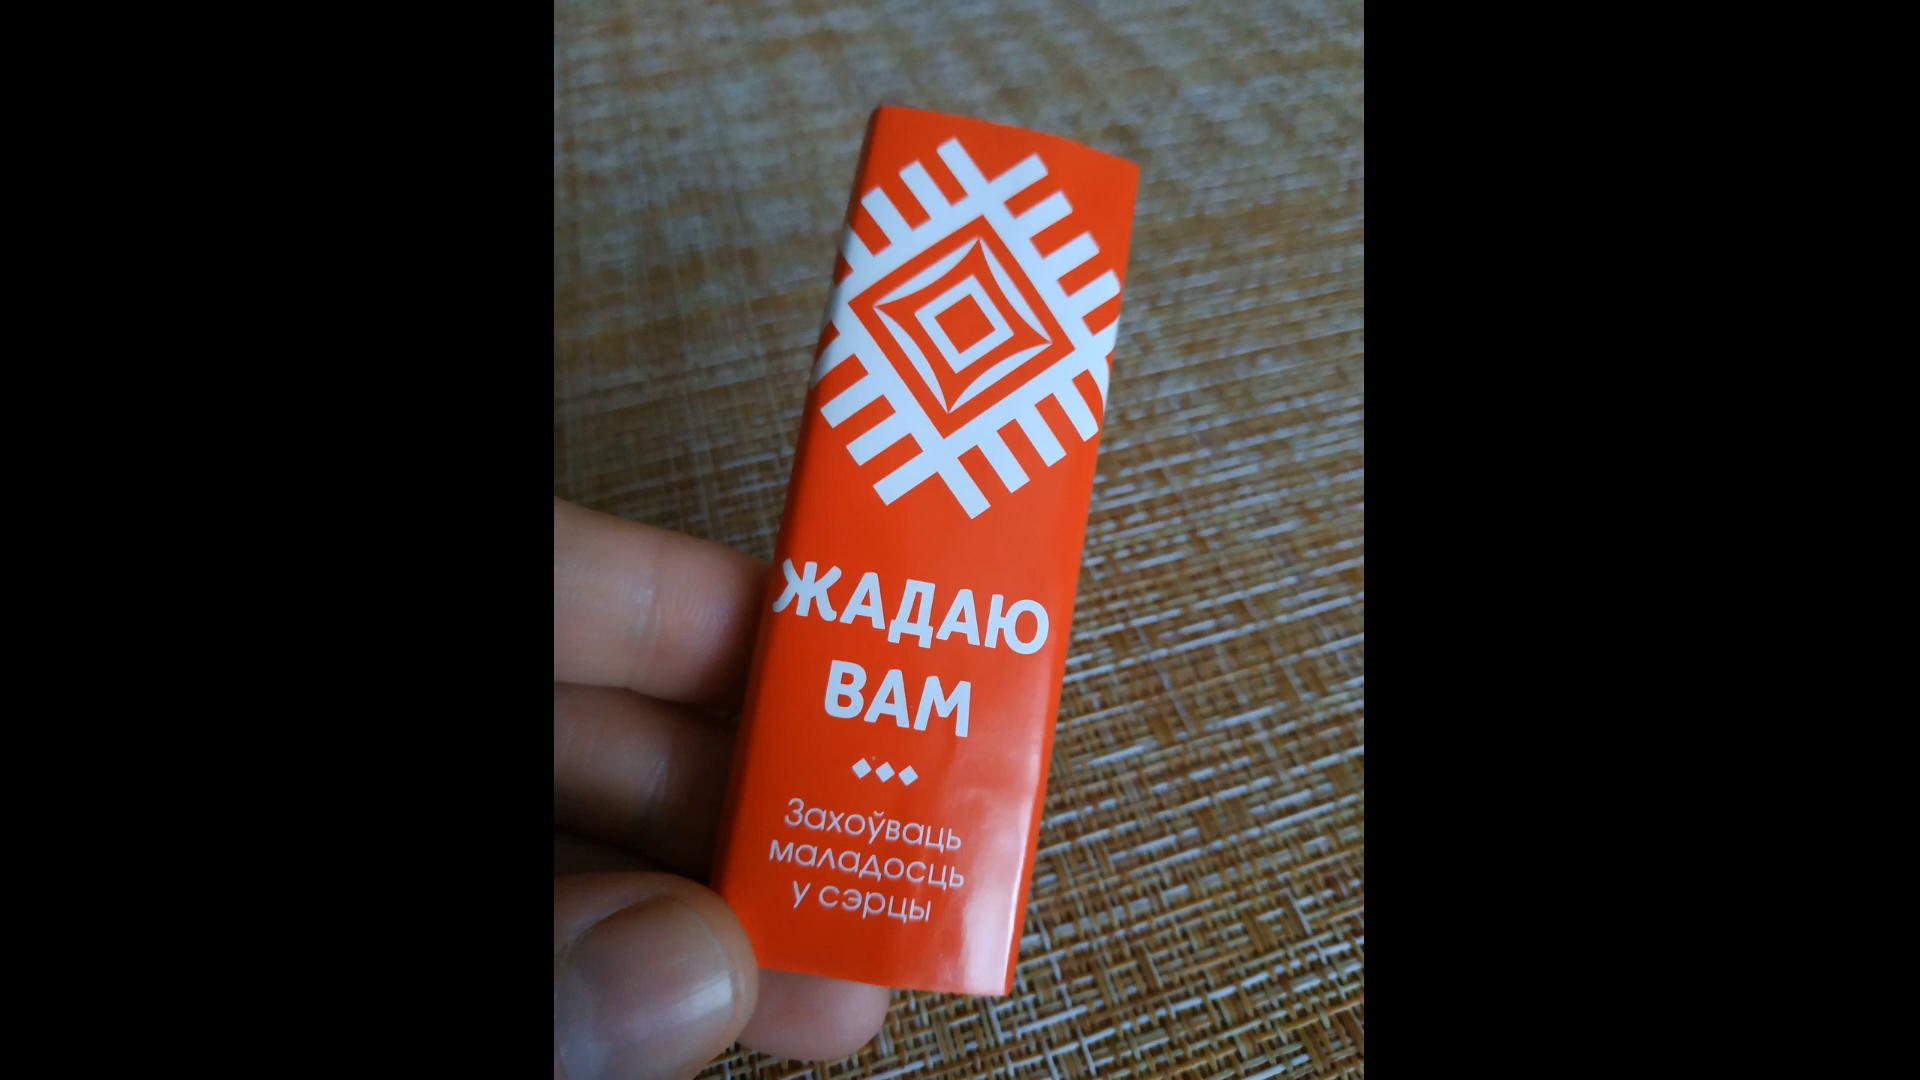 ЖАДАЮ
ВАМ
Захоўваць
маладосць
у сэрцы